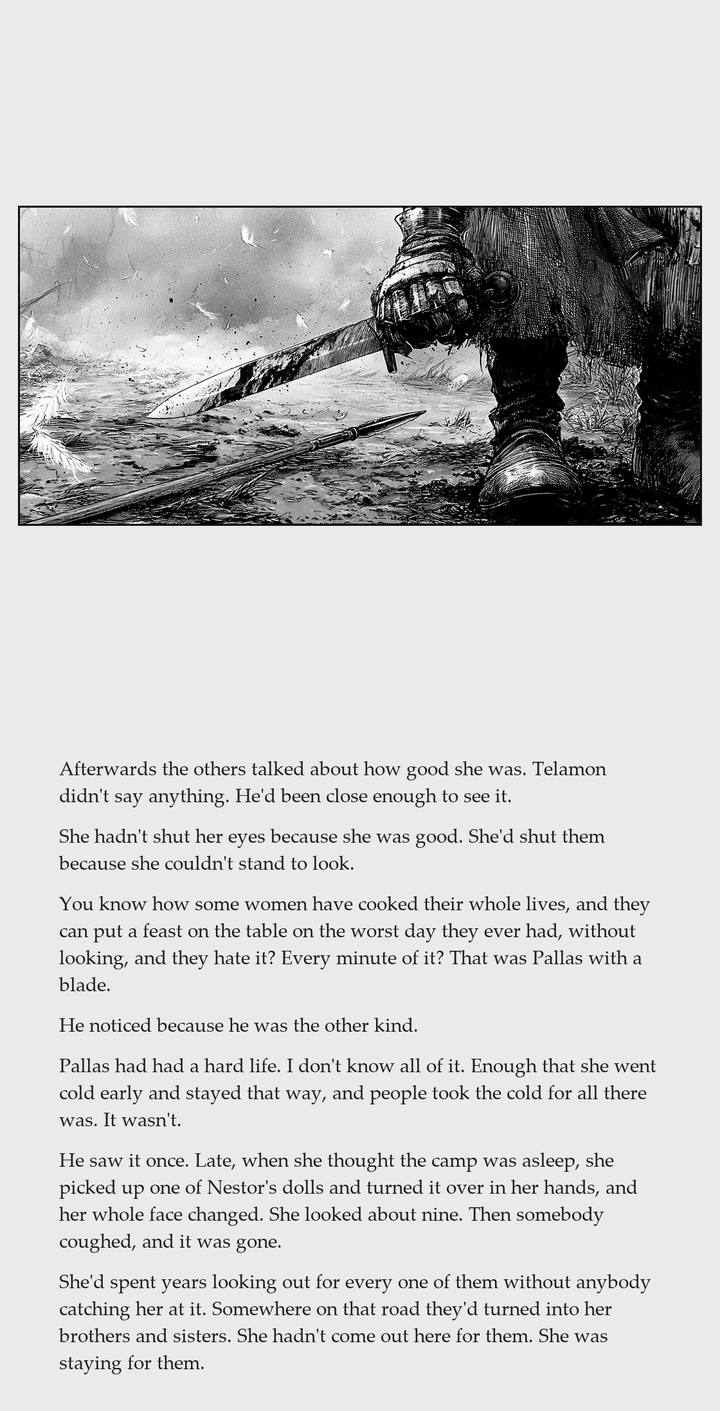 Afterwards the others talked about how good she was. Telamon
didn't say anything. He'd been close enough to see it.
She hadn't shut her eyes because she was good. She'd shut them
because she couldn't stand to look.
You know how some women have cooked their whole lives, and they
can put a feast on the table on the worst day they ever had, without
looking, and they hate it? Every minute of it? That was Pallas with a
blade.
He noticed because he was the other kind.
Pallas had had a hard life. I don't know all of it. Enough that she went
cold early and stayed that way, and people took the cold for all there
was. It wasn't.
He saw it once. Late, when she thought the camp was asleep, she
picked up one of Nestor's dolls and turned it over in her hands, and
her whole face changed. She looked about nine. Then somebody
coughed, and it was gone.
She'd spent years looking out for every one of them without anybody
catching her at it. Somewhere on that road they'd turned into her
brothers and sisters. She hadn't come out here for them. She was
staying for them.